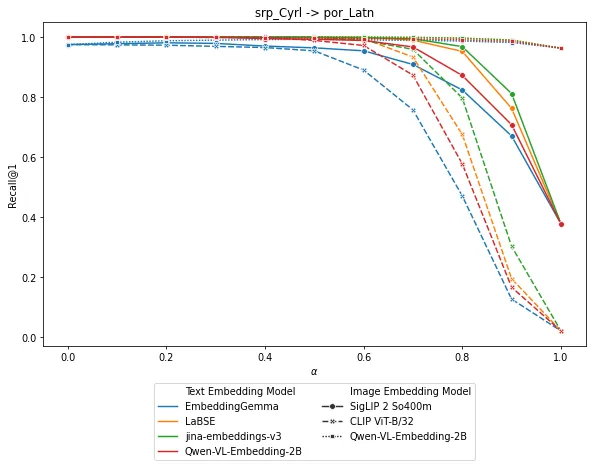 srp_Cyrl -> por_Latn
Recall@1
1.0
0.8
0.6
0.4
0.2
0.0
0.0 0.2 0.4 0.6 0.8 1.0
α
Text Embedding Model
EmbeddingGemma
LaBSE
jina-embeddings-v3
Qwen-VL-Embedding-2B
Image Embedding Model
SigLIP 2 So400m
CLIP ViT-B/32
Qwen-VL-Embedding-2B